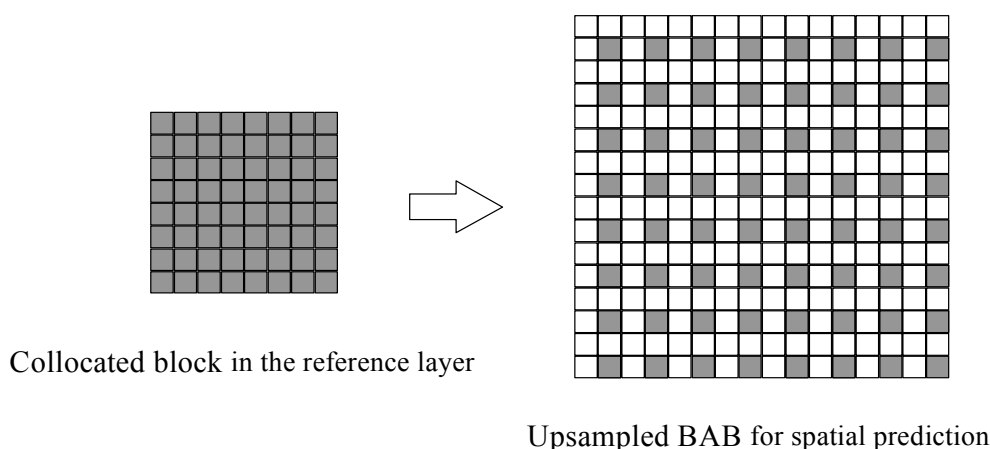 Collocated block in the reference layer
Upsampled BAB for spatial prediction